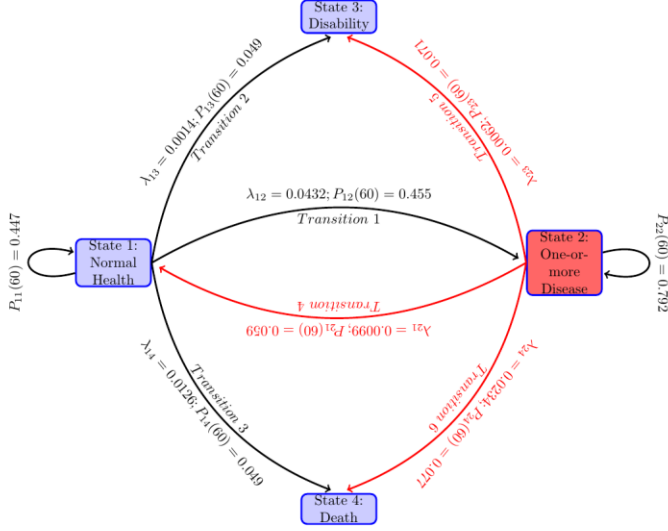 State 3:
Disability
λ13 = 0.0014; P13(60) = 0.049
Transition 2
λ23 = 0.0062; P23(60) = 0.071
Transition 5
λ12 = 0.0432; P12(60) = 0.455
Transition 1
P11(60) = 0.447
State 1:
Normal
Health
State 2:
One-or-
more
Disease
P22(60) = 0.792
Transition 4
λ21 = 0.0099; P21(60) = 0.059
Transition 3
λ14 = 0.0126; P14(60) = 0.049
Transition 6
λ24 = 0.0234; P24(60) = 0.077
State 4:
Death